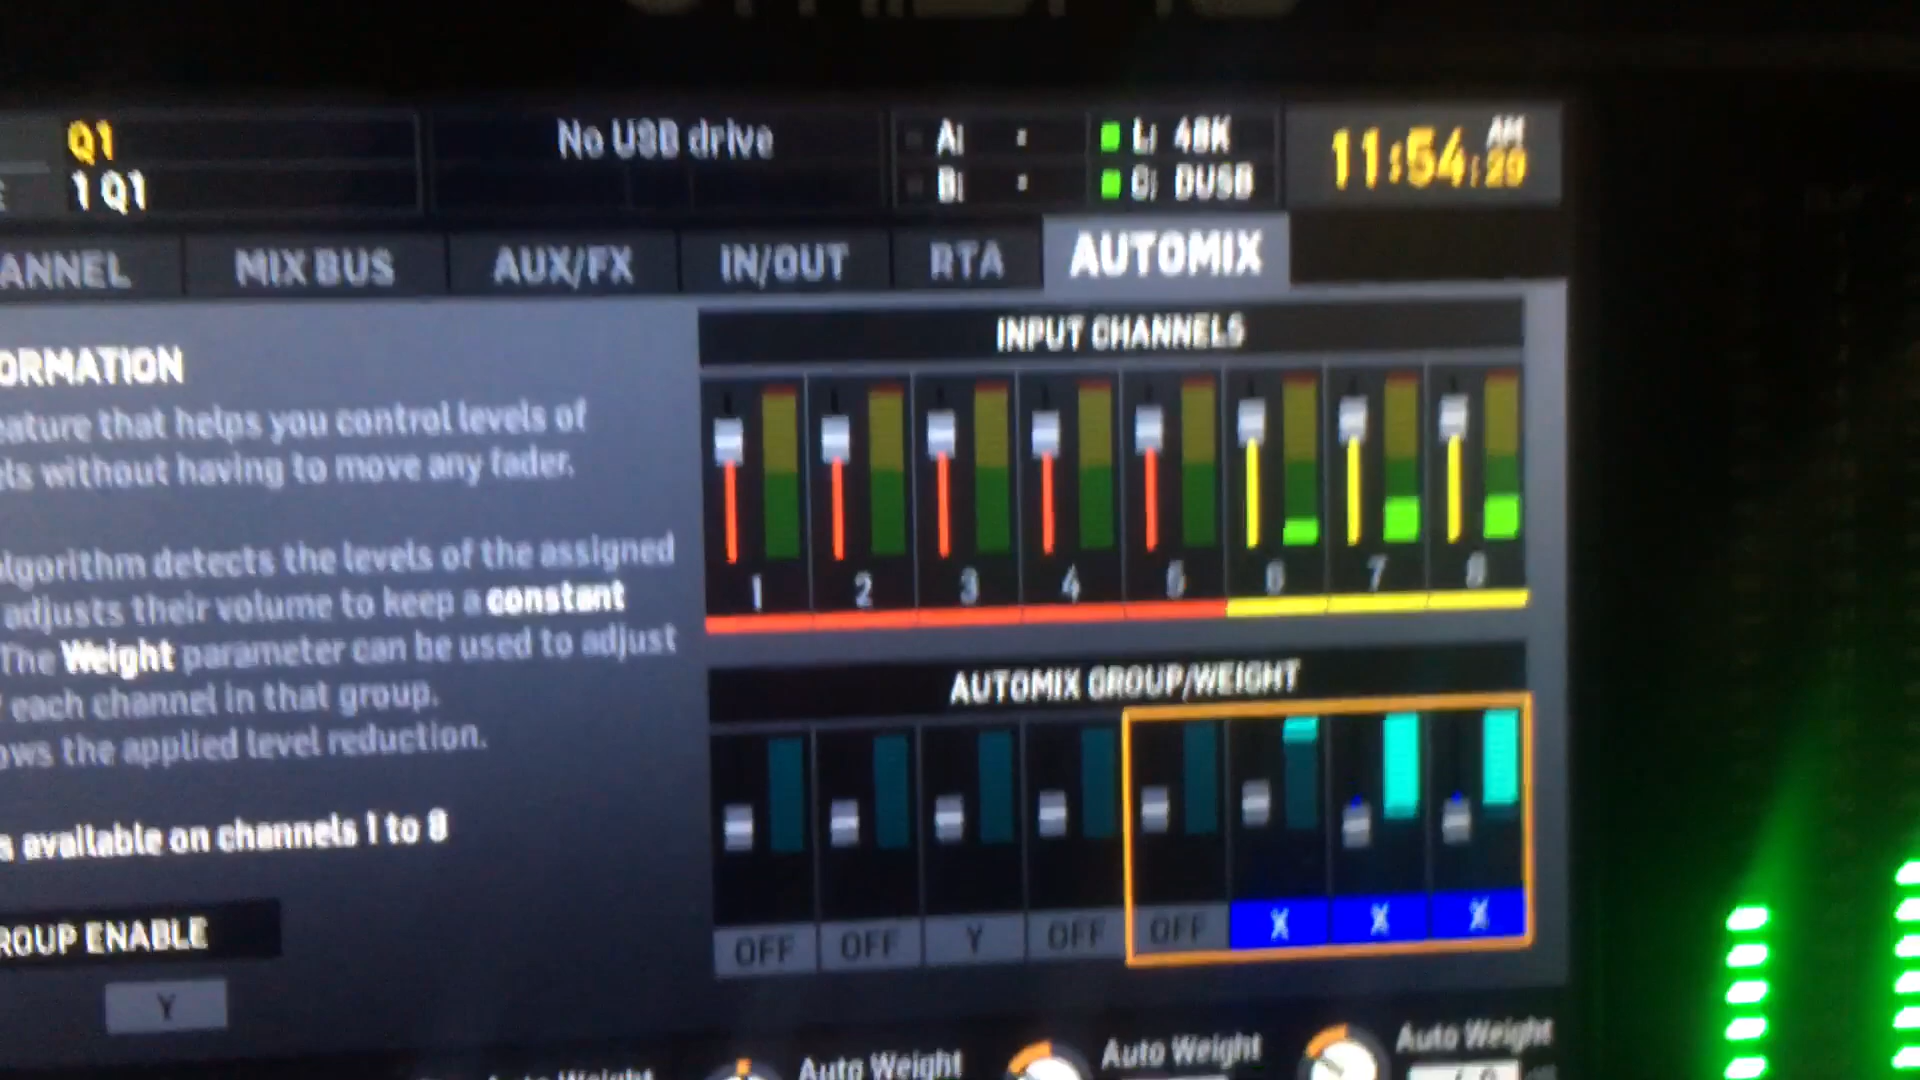 Q1
1 Q1
No USB drive
A: -
B: -
L: 48K
C: DUSB
11:54:29 AM
ANNEL
MIX BUS
AUX/FX
IN/OUT
RTA
AUTOMIX
ORMATION
eature that helps you control levels of
els without having to move any fader.
algorithm detects the levels of the assigned
adjusts their volume to keep a constant
The Weight parameter can be used to adjust
each channel in that group.
ows the applied level reduction.
s available on channels 1 to 8
ROUP ENABLE
Y
INPUT CHANNELS
1 2 3 4 5 6 7 8
AUTOMIX GROUP/WEIGHT
OFF OFF Y OFF OFF X X X
Auto Weight Auto Weight Auto Weight Auto Weight